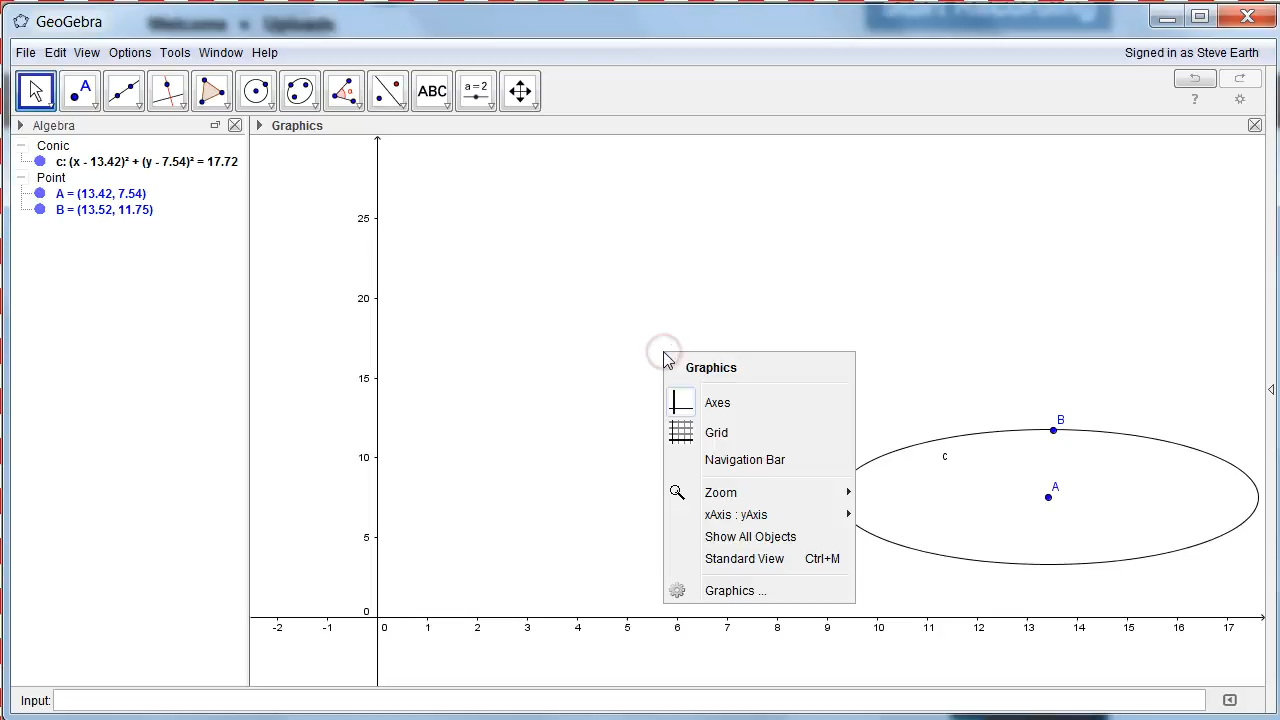 GeoGebra
Welcome • Uploads
File Edit View Options Tools Window Help
Signed in as Steve Earth
A
α
ABC
a=2
?
Algebra
Graphics
Conic
c: (x - 13.42)² + (y - 7.54)² = 17.72
Point
A = (13.42, 7.54)
B = (13.52, 11.75)
25
20
15
10
5
0
-2 -1 0 1 2 3 4 5 6 7 8 9 10 11 12 13 14 15 16 17
B
c
A
Graphics
Axes
Grid
Navigation Bar
Zoom
xAxis : yAxis
Show All Objects
Standard View Ctrl+M
Graphics ...
Input: